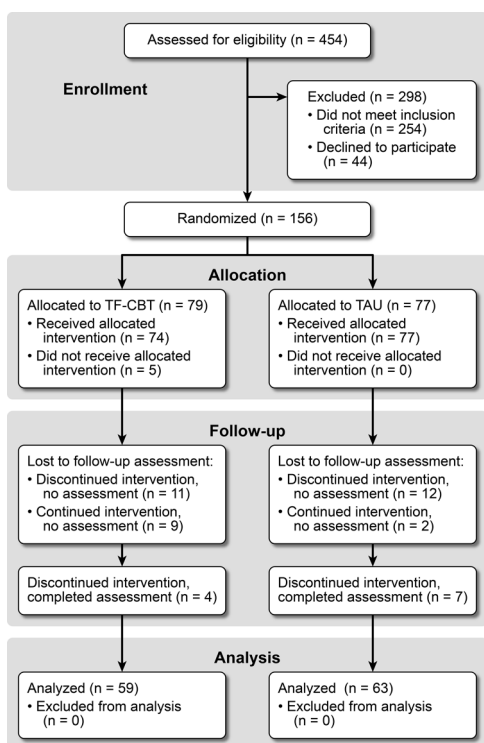 Assessed for eligibility (n = 454)
Enrollment
Excluded (n = 298)
• Did not meet inclusion
criteria (n = 254)
• Declined to participate
(n = 44)
Randomized (n = 156)
Allocation
Allocated to TF-CBT (n = 79)
• Received allocated
intervention (n = 74)
• Did not receive allocated
intervention (n = 5)
Allocated to TAU (n = 77)
• Received allocated
intervention (n = 77)
• Did not receive allocated
intervention (n = 0)
Follow-up
Lost to follow-up assessment:
• Discontinued intervention,
no assessment (n = 11)
• Continued intervention,
no assessment (n = 9)
Lost to follow-up assessment:
• Discontinued intervention,
no assessment (n = 12)
• Continued intervention,
no assessment (n = 2)
Discontinued intervention,
completed assessment (n = 4)
Discontinued intervention,
completed assessment (n = 7)
Analysis
Analyzed (n = 59)
• Excluded from analysis
(n = 0)
Analyzed (n = 63)
• Excluded from analysis
(n = 0)